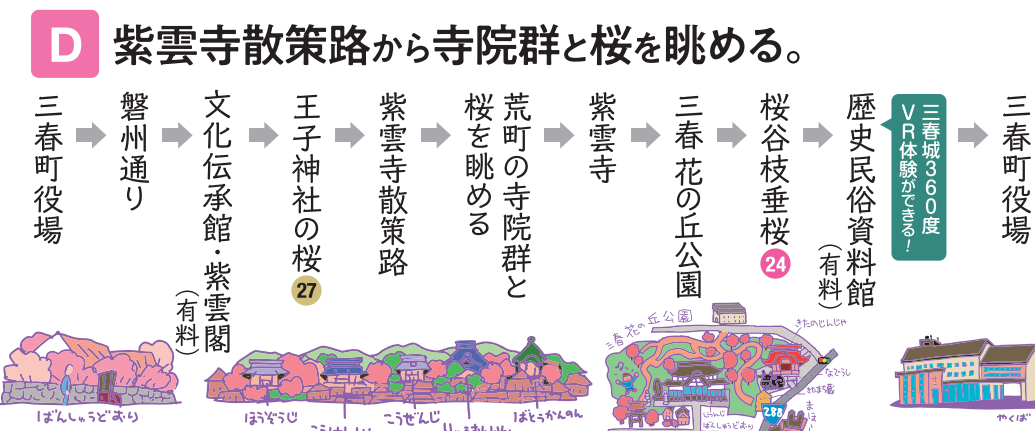 D
紫雲寺散策路から寺院群と桜を眺める。
三春町役場
磐州通り
文化伝承館・紫雲閣
(有料)
王子神社の桜
27
紫雲寺散策路
荒町の寺院群と
桜を眺める
紫雲寺
三春 花の丘公園
桜谷枝垂桜
24
歴史民俗資料館
(有料)
三春城360度
VR体験ができる!
三春町役場
ばんしゅうどおり
ほうぞうじ
こうぜんじ
ばとうかんのん
三春花の丘公園
きたのじんじゃ
288
ばんしゅうどおり
やくば